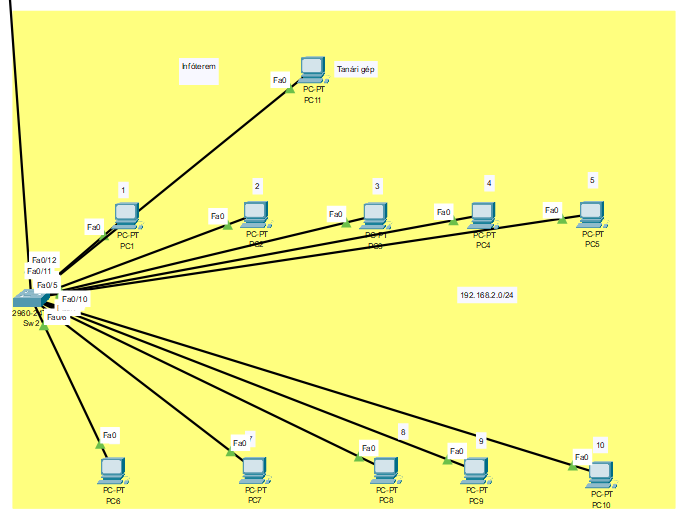 Infóterem
Tanári gép
Fa0
PC-PT
PC11
1
2
3
4
5
Fa0
Fa0
Fa0
Fa0
Fa0
PC-PT
PC1
PC-PT
PC2
PC-PT
PC3
PC-PT
PC4
PC-PT
PC5
Fa0/12
Fa0/11
Fa0/5
Fa0/10
Fa0/6
Sw2
192.168.2.0/24
8
9
10
Fa0
Fa0
Fa0
Fa0
Fa0
PC-PT
PC6
PC-PT
PC7
PC-PT
PC8
PC-PT
PC9
PC-PT
PC10